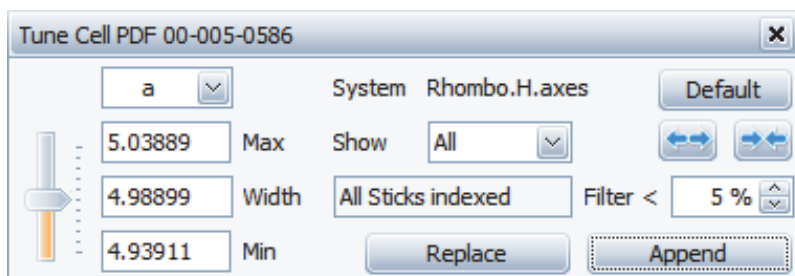 Tune Cell PDF 00-005-0586
a System Rhombo.H.axes Default
5.03889 Max Show All
4.98899 Width All Sticks indexed Filter < 5 %
4.93911 Min Replace Append